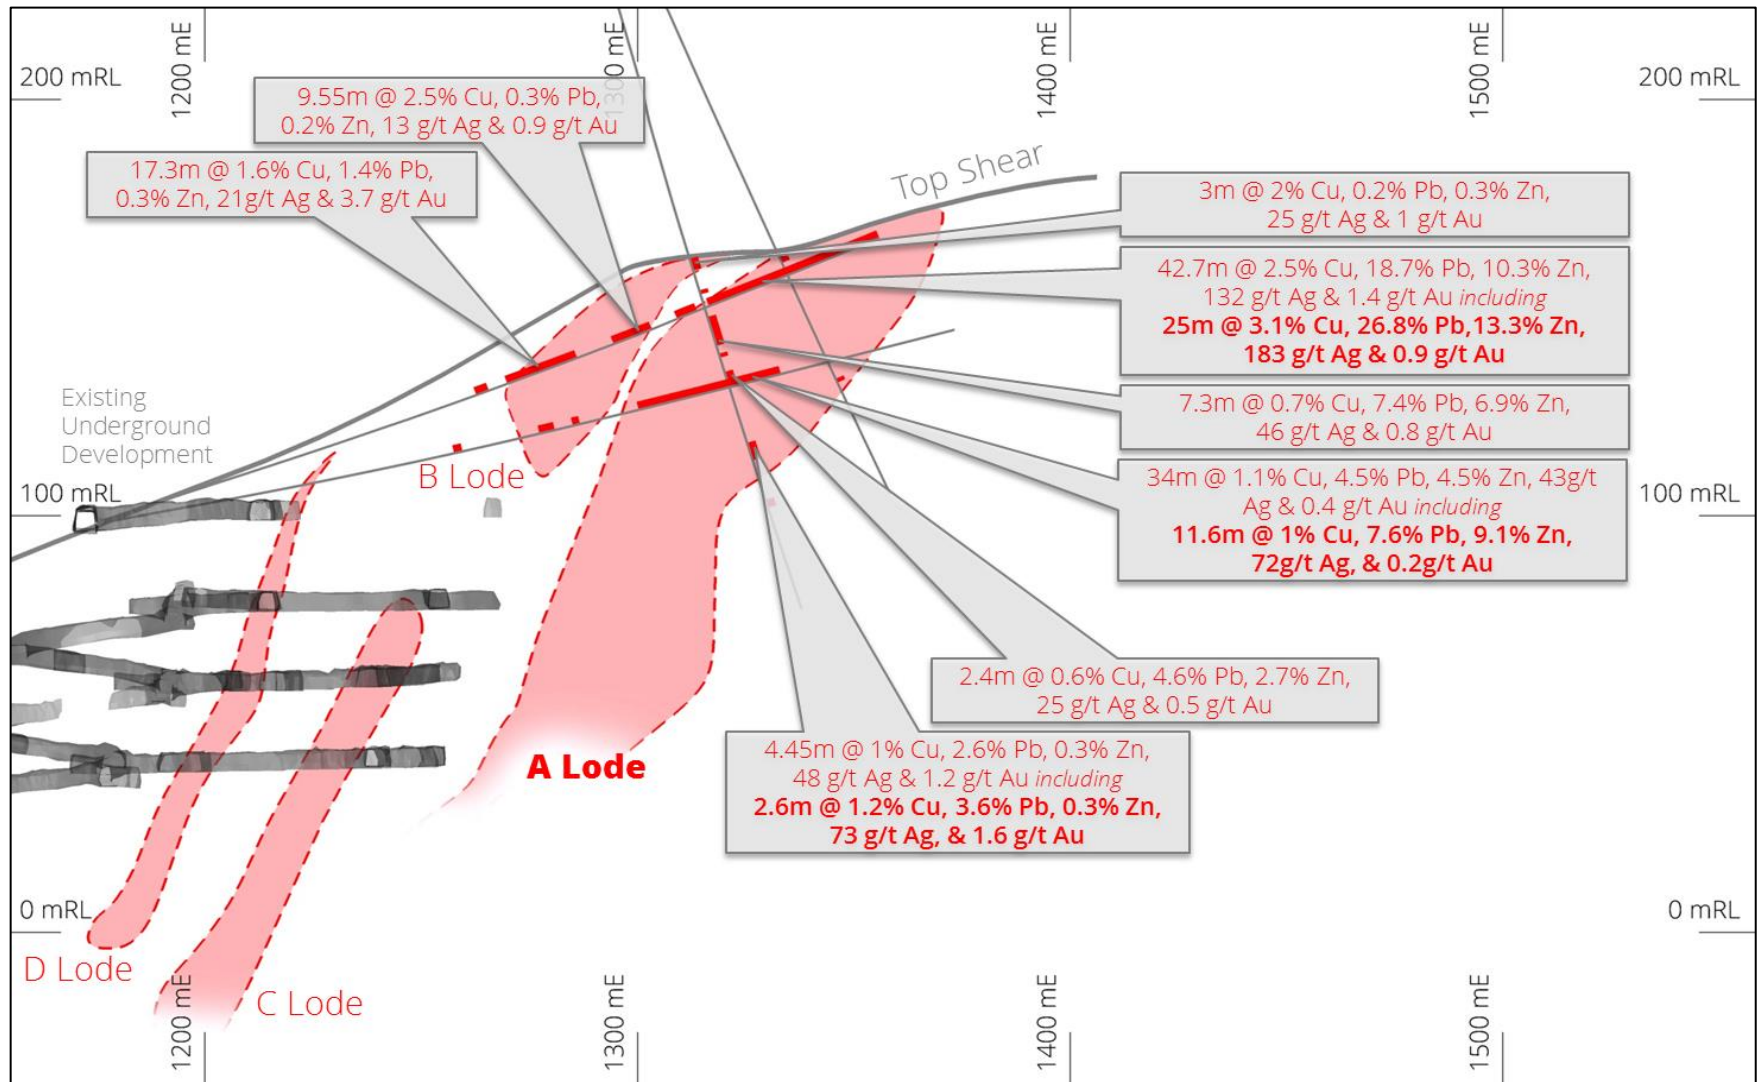 1200 mE
1300 mE
1400 mE
1500 mE
200 mRL
200 mRL
9.55m @ 2.5% Cu, 0.3% Pb,
0.2% Zn, 13 g/t Ag & 0.9 g/t Au
17.3m @ 1.6% Cu, 1.4% Pb,
0.3% Zn, 21g/t Ag & 3.7 g/t Au
Top Shear
3m @ 2% Cu, 0.2% Pb, 0.3% Zn,
25 g/t Ag & 1 g/t Au
42.7m @ 2.5% Cu, 18.7% Pb, 10.3% Zn,
132 g/t Ag & 1.4 g/t Au including
25m @ 3.1% Cu, 26.8% Pb,13.3% Zn,
183 g/t Ag & 0.9 g/t Au
Existing
Underground
Development
7.3m @ 0.7% Cu, 7.4% Pb, 6.9% Zn,
46 g/t Ag & 0.8 g/t Au
B Lode
100 mRL
100 mRL
34m @ 1.1% Cu, 4.5% Pb, 4.5% Zn, 43g/t
Ag & 0.4 g/t Au including
11.6m @ 1% Cu, 7.6% Pb, 9.1% Zn,
72g/t Ag, & 0.2g/t Au
2.4m @ 0.6% Cu, 4.6% Pb, 2.7% Zn,
25 g/t Ag & 0.5 g/t Au
A Lode
4.45m @ 1% Cu, 2.6% Pb, 0.3% Zn,
48 g/t Ag & 1.2 g/t Au including
2.6m @ 1.2% Cu, 3.6% Pb, 0.3% Zn,
73 g/t Ag, & 1.6 g/t Au
0 mRL
0 mRL
D Lode
C Lode
1200 mE
1300 mE
1400 mE
1500 mE